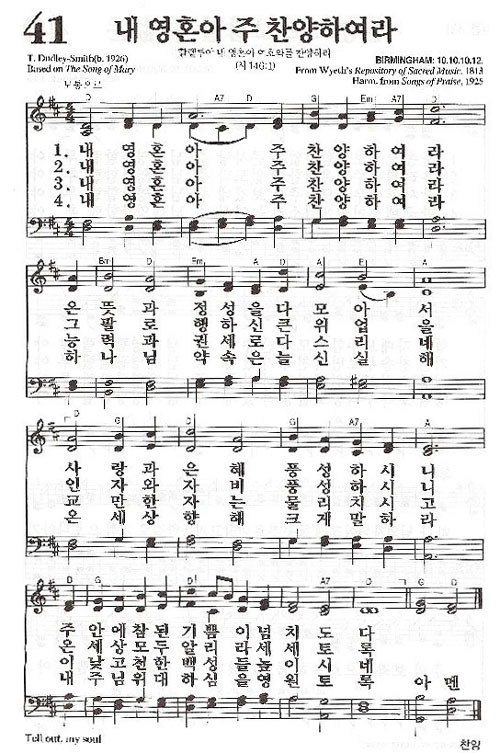 41
내 영혼아 주 찬양하여라
할렐루야 내 영혼아 여호와를 찬양하라
(시 146:1)
T. Dudley-Smith(b. 1926)
Based on The Song of Mary
BIRMINGHAM: 10.10.10.12.
From Wyeth's Repository of Sacred Music, 1813
Harm. from Songs of Praise, 1925
보통으로
D A7 D G Em A7 D
1. 내 영 혼 아 주 찬 양 하 여 라
2. 내 영 혼 아 주 찬 양 하 여 라
3. 내 영 혼 아 주 찬 양 하 여 라
4. 내 영 혼 아 주 찬 양 하 여 라
Bm D Em A D A E A
온 뜻 과 정 성 을 다 모 아 서
그 팔 로 행 하 신 큰 위 업 을
능 력 과 권 세 로 다 스 리 네
하 나 님 약 속 은 늘 신 실 해
D G D G A7 A
사 랑 과 은 혜 풍 성 하 시 니
인 자 와 자 비 풍 성 하 시 니
교 만 한 자 는 물 리 치 시 고
온 세 상 향 해 크 게 말 하 라
D G D A7 D G D
주 안 에 참 된 기 쁨 이 넘 치 도 다
온 세 상 모 두 알 리 라 세 세 토 록
이 낮 고 천 한 백 성 들 높 이 시 네
내 주 님 위 대 하 심 을 영 원 토 록 아 멘
Tell out, my soul
찬양